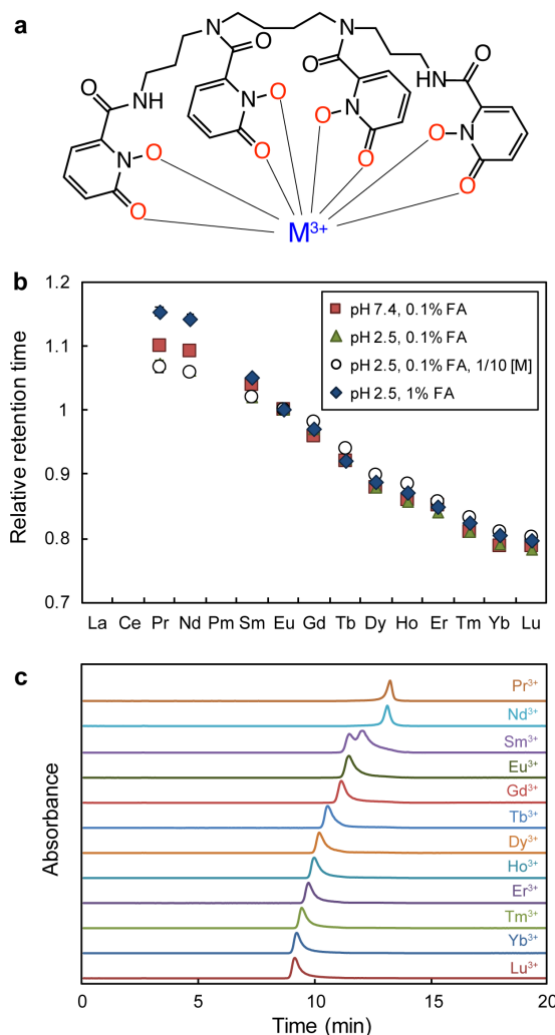 a
N
N
O
O
NH
O
O
N
O
N
O
O
NH
O
N
O
O
N
O
O
M³⁺
b
1.2
1.1
1
0.9
0.8
0.7
Relative retention time
pH 7.4, 0.1% FA
pH 2.5, 0.1% FA
pH 2.5, 0.1% FA, 1/10 [M]
pH 2.5, 1% FA
La Ce Pr Nd Pm Sm Eu Gd Tb Dy Ho Er Tm Yb Lu
c
Absorbance
Pr³⁺
Nd³⁺
Sm³⁺
Eu³⁺
Gd³⁺
Tb³⁺
Dy³⁺
Ho³⁺
Er³⁺
Tm³⁺
Yb³⁺
Lu³⁺
0 5 10 15 20
Time (min)